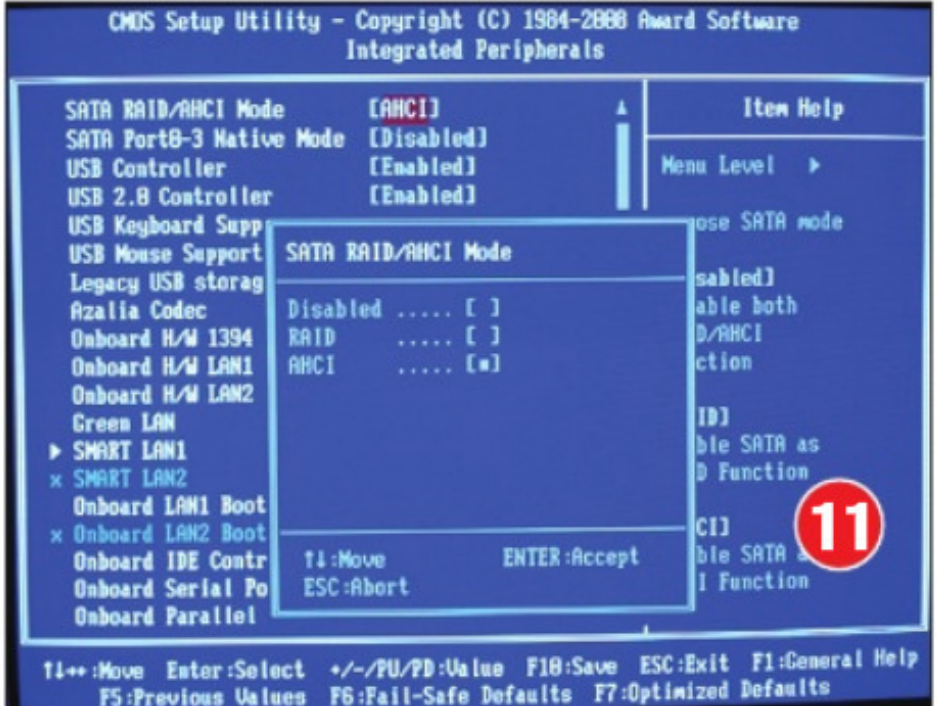 CMOS Setup Utility - Copyright (C) 1984-2008 Award Software
Integrated Peripherals
SATA RAID/AHCI Mode [AHCI]
SATA Port0-3 Native Mode [Disabled]
USB Controller [Enabled]
USB 2.0 Controller [Enabled]
USB Keyboard Supp
USB Mouse Support
Legacy USB storag
Azalia Codec
Onboard H/W 1394
Onboard H/W LAN1
Onboard H/W LAN2
Green LAN
▶ SMART LAN1
x SMART LAN2
Onboard LAN1 Boot
x Onboard LAN2 Boot
Onboard IDE Contr
Onboard Serial Po
Onboard Parallel
SATA RAID/AHCI Mode
Disabled ..... [ ]
RAID ..... [ ]
AHCI ..... [■]
↑↓:Move ENTER:Accept
ESC:Abort
Item Help
Menu Level ▶
ose SATA mode
sabled]
able both
D/AHCI
ction
ID]
ble SATA as
D Function
CI]
ble SATA a
I Function
11
↑↓→←:Move Enter:Select +/-/PU/PD:Value F10:Save ESC:Exit F1:General Help
F5:Previous Values F6:Fail-Safe Defaults F7:Optimized Defaults